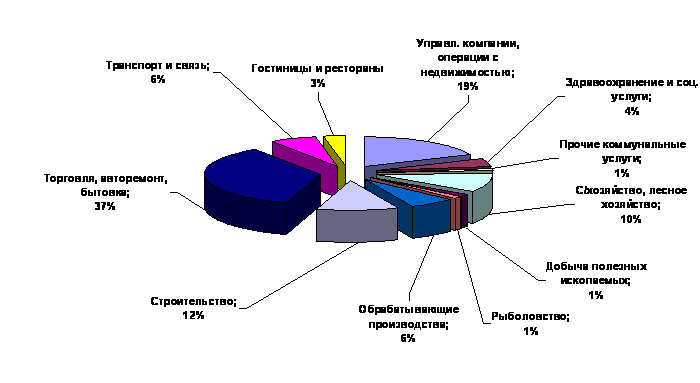 Управл. компании,
операции с
недвижимостью;
19%
Транспорт и связь;
6%
Гостиницы и рестораны
3%
Здравоохранение и соц.
услуги;
4%
Прочие коммунальные
услуги;
1%
Торговля, авторемонт,
бытовка;
37%
С/хозяйство, лесное
хозяйство;
10%
Добыча полезных
ископаемых;
1%
Строительство;
12%
Обрабатывающие
производства;
6%
Рыболовство;
1%